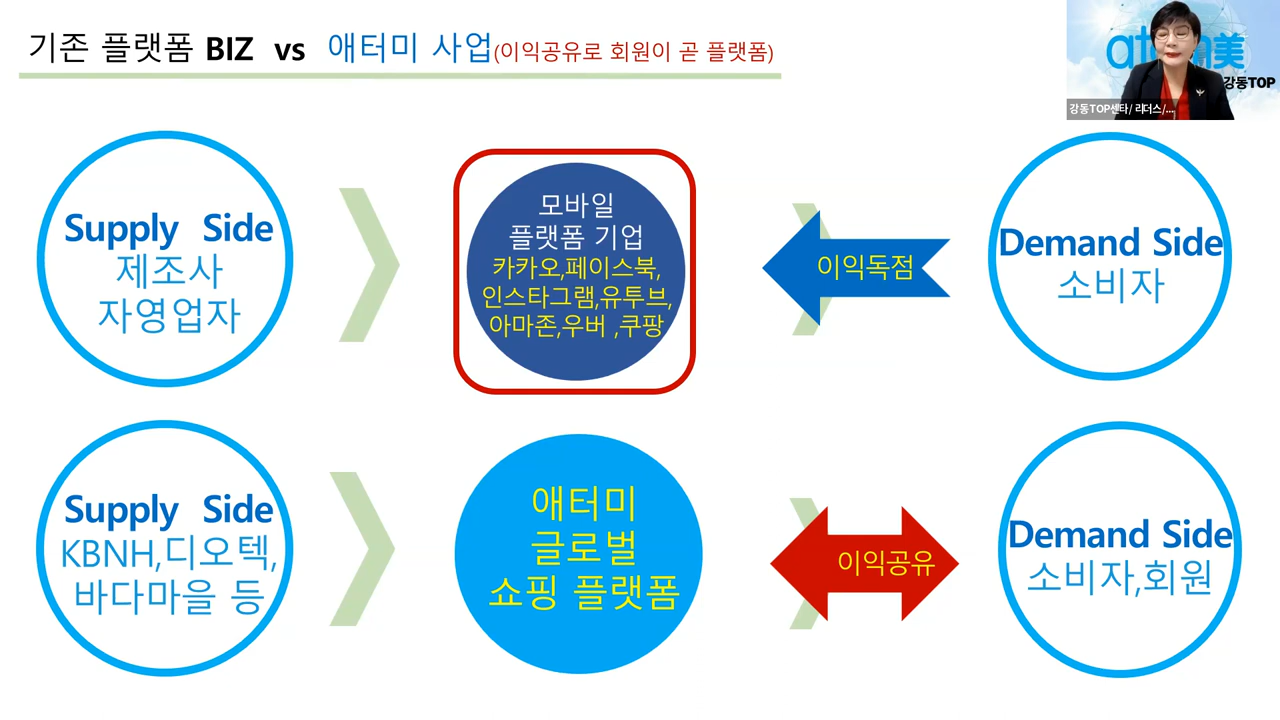 기존 플랫폼 BIZ vs 애터미 사업(이익공유로 회원이 곧 플랫폼)
강동TOP
강동TOP센타/ 리더스/...
Supply Side
제조사
자영업자
모바일
플랫폼 기업
카카오,페이스북,
인스타그램,유투브,
아마존,우버 ,쿠팡
이익독점
Demand Side
소비자
Supply Side
KBNH,디오텍,
바다마을 등
애터미
글로벌
쇼핑 플랫폼
이익공유
Demand Side
소비자,회원